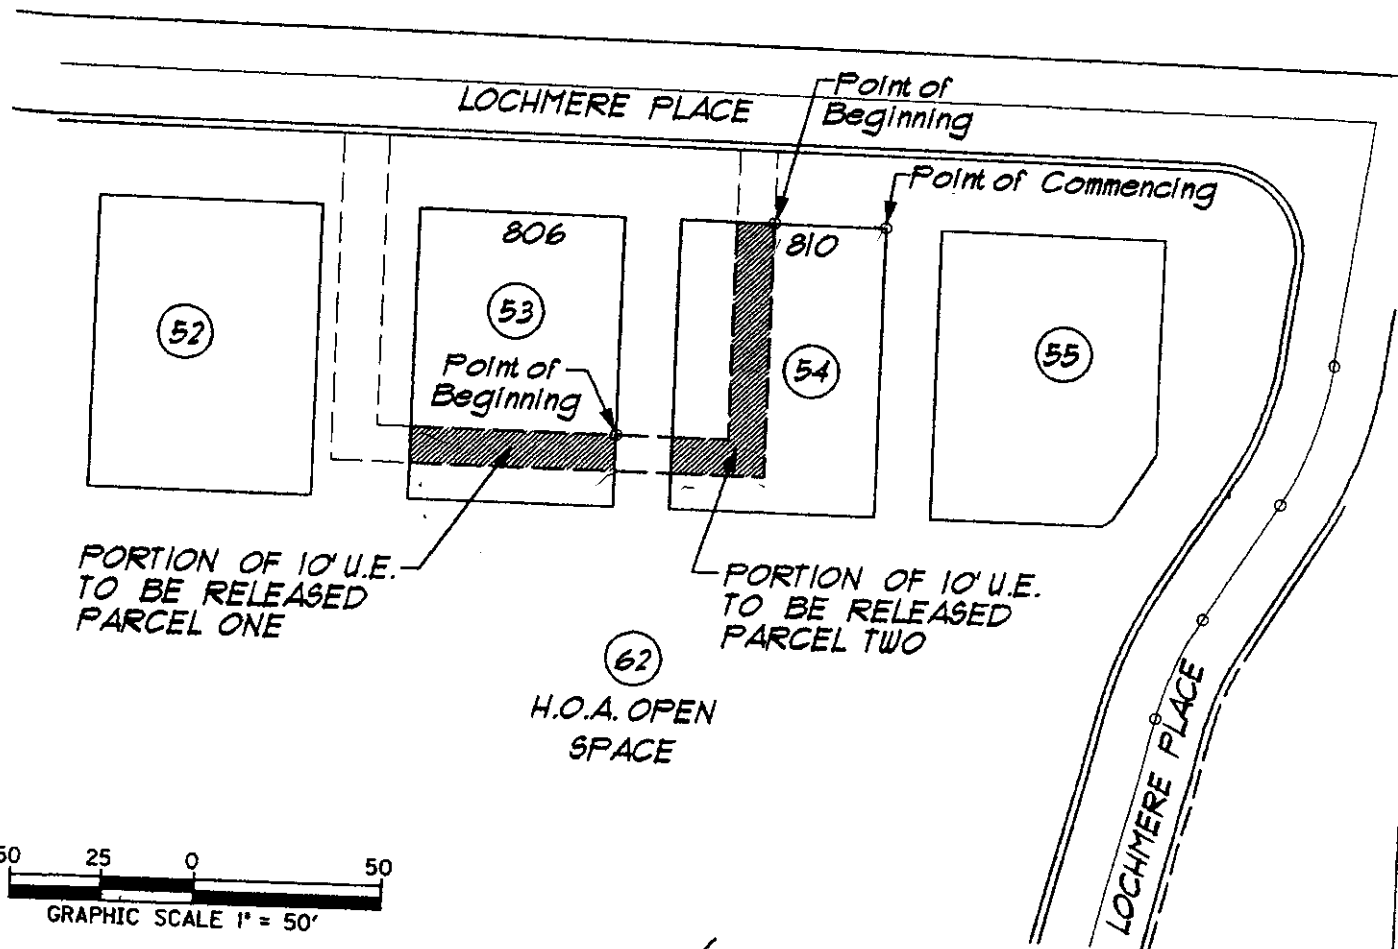 LOCHMERE PLACE
Point of
Beginning
Point of Commencing
806
810
52
53
54
55
Point of
Beginning
PORTION OF 10' U.E.
TO BE RELEASED
PARCEL ONE
PORTION OF 10' U.E.
TO BE RELEASED
PARCEL TWO
62
H.O.A. OPEN
SPACE
LOCHMERE PLACE
50 25 0 50
GRAPHIC SCALE 1" = 50'